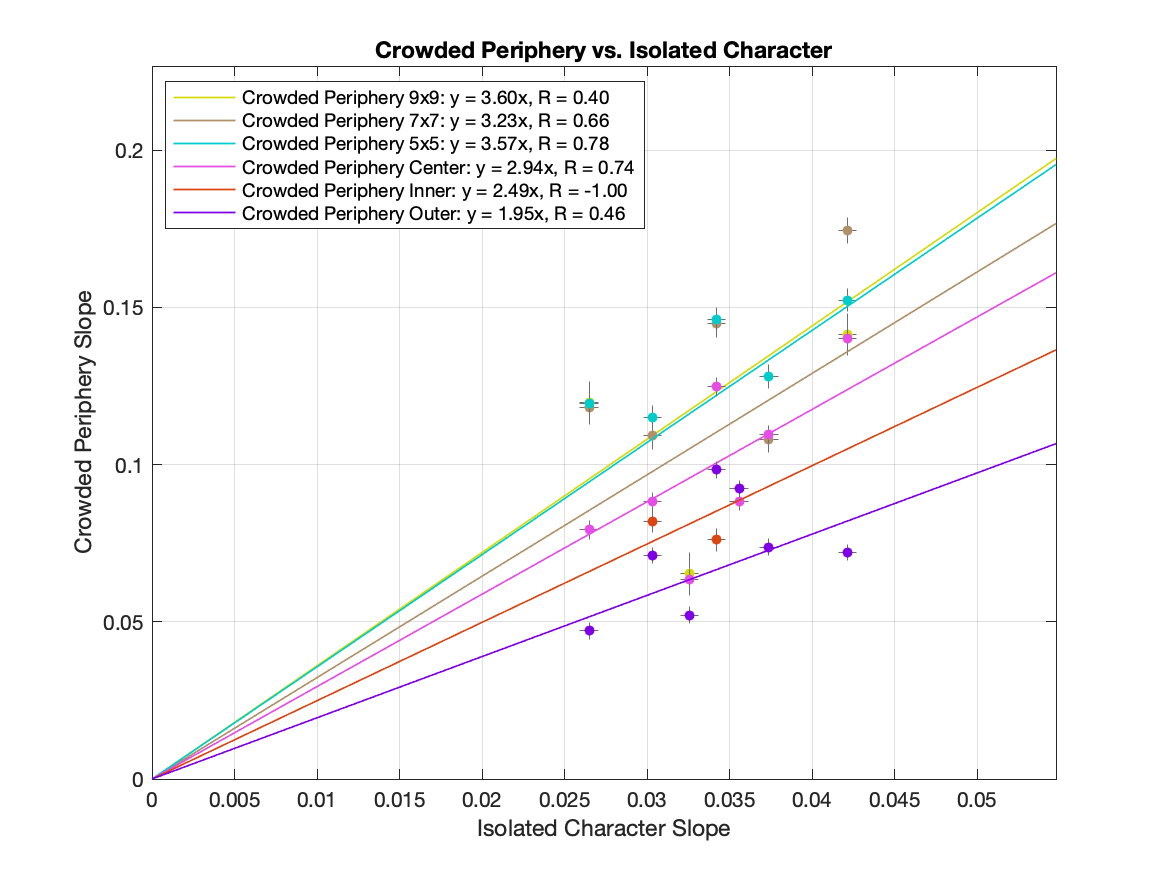 Crowded Periphery vs. Isolated Character
Crowded Periphery 9x9: y = 3.60x, R = 0.40
Crowded Periphery 7x7: y = 3.23x, R = 0.66
Crowded Periphery 5x5: y = 3.57x, R = 0.78
Crowded Periphery Center: y = 2.94x, R = 0.74
Crowded Periphery Inner: y = 2.49x, R = -1.00
Crowded Periphery Outer: y = 1.95x, R = 0.46
Crowded Periphery Slope
0.2
0.15
0.1
0.05
0
0 0.005 0.01 0.015 0.02 0.025 0.03 0.035 0.04 0.045 0.05
Isolated Character Slope